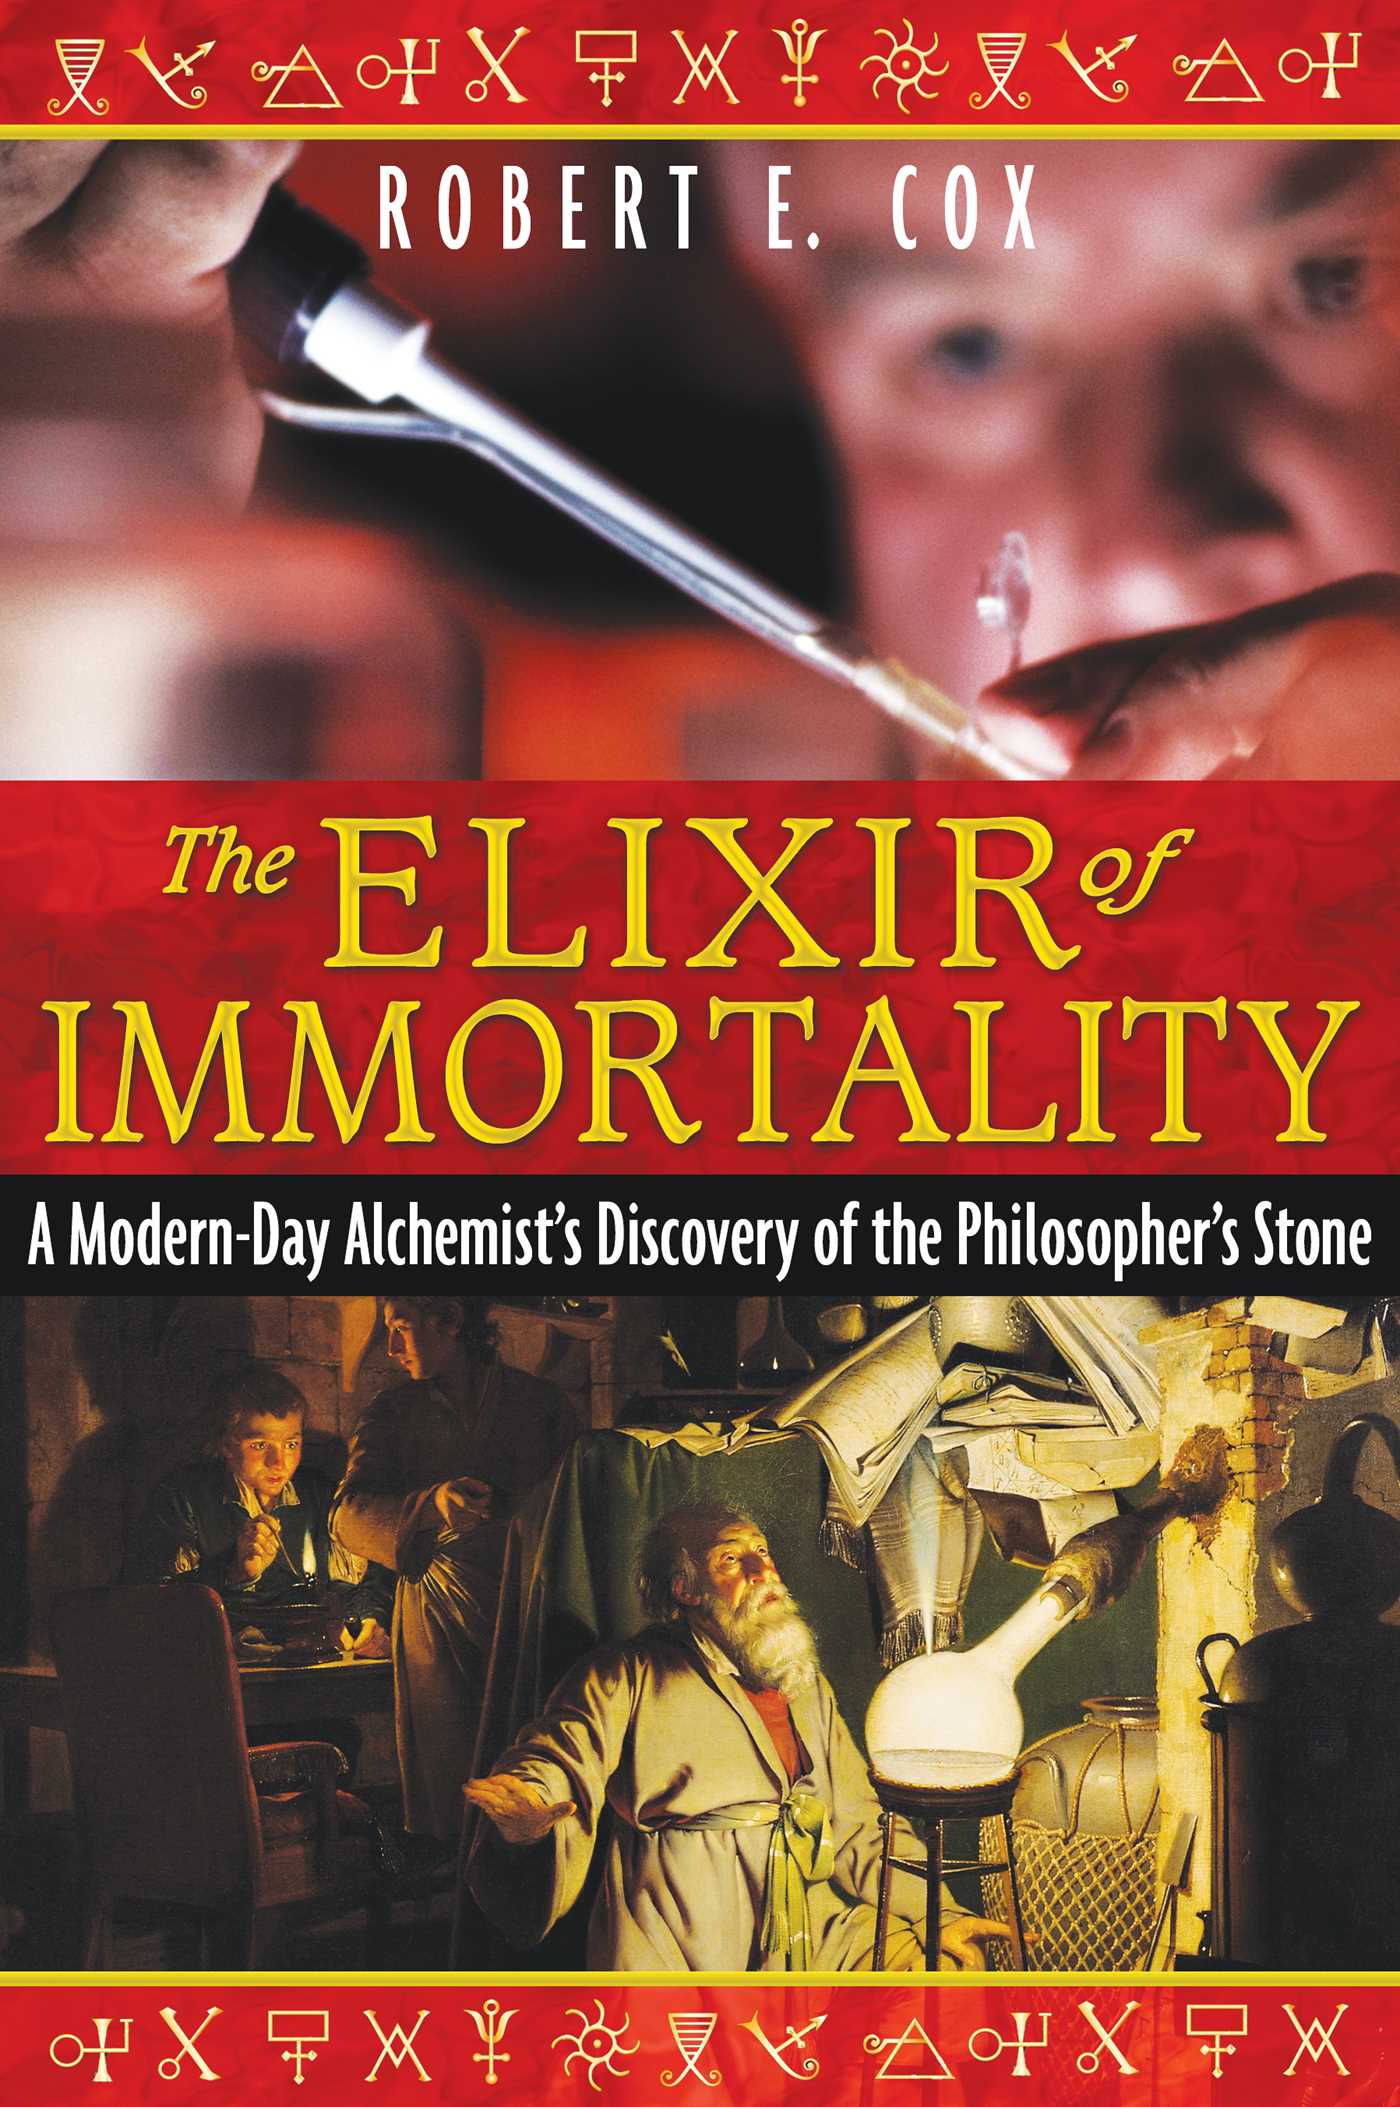 ROBERT E. COX
The ELIXIR of
IMMORTALITY
A Modern-Day Alchemist's Discovery of the Philosopher's Stone